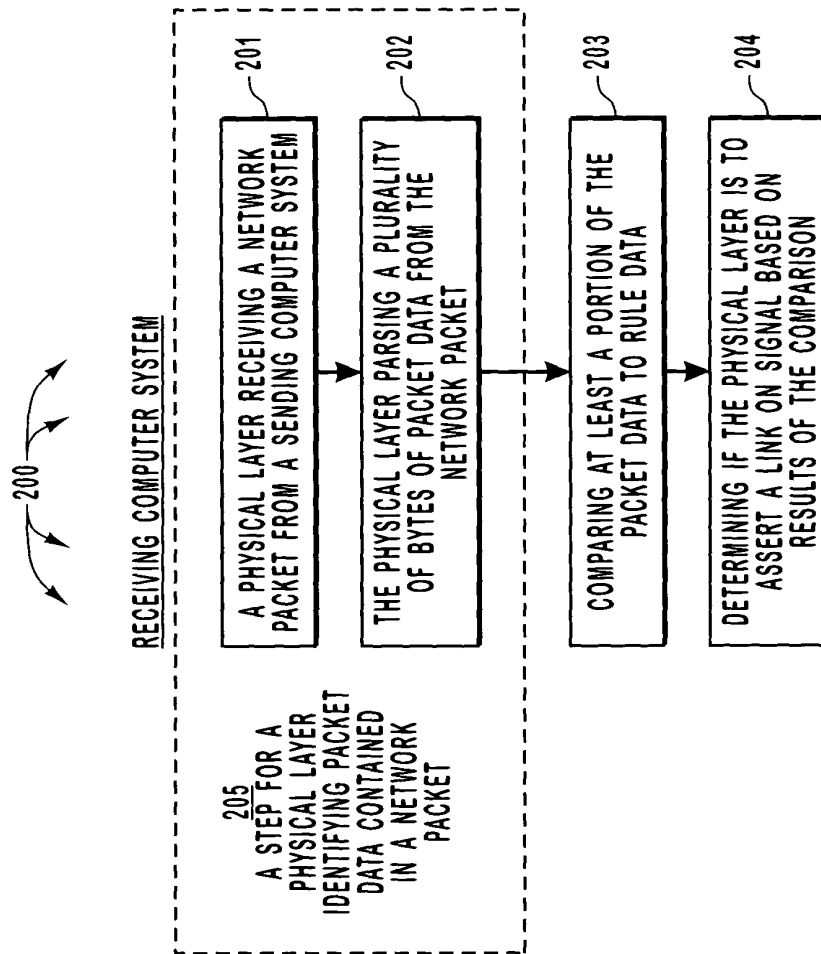 200
RECEIVING COMPUTER SYSTEM
205
A STEP FOR A
PHYSICAL LAYER
IDENTIFYING PACKET
DATA CONTAINED
IN A NETWORK
PACKET
A PHYSICAL LAYER RECEIVING A NETWORK
PACKET FROM A SENDING COMPUTER SYSTEM
201
THE PHYSICAL LAYER PARSING A PLURALITY
OF BYTES OF PACKET DATA FROM THE
NETWORK PACKET
202
COMPARING AT LEAST A PORTION OF THE
PACKET DATA TO RULE DATA
203
DETERMINING IF THE PHYSICAL LAYER IS TO
ASSERT A LINK ON SIGNAL BASED ON
RESULTS OF THE COMPARISON
204